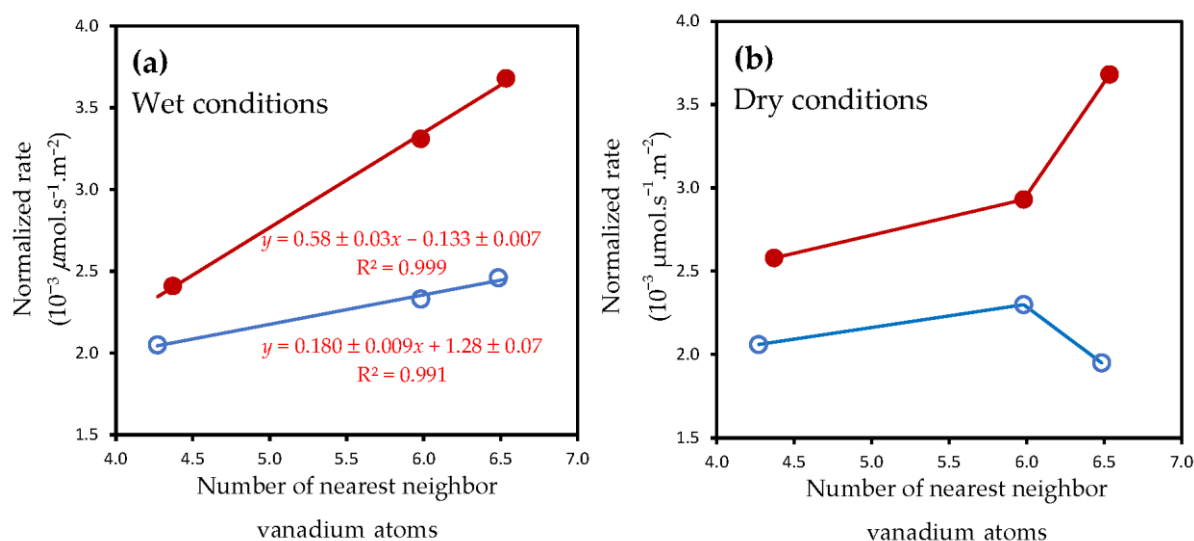 (a)
Wet conditions
4.0
3.5
3.0
2.5
2.0
1.5
4.0 4.5 5.0 5.5 6.0 6.5 7.0
Normalized rate
(10⁻³ μmol.s⁻¹.m⁻²)
y = 0.58 ± 0.03x − 0.133 ± 0.007
R² = 0.999
y = 0.180 ± 0.009x + 1.28 ± 0.07
R² = 0.991
Number of nearest neighbor
vanadium atoms
(b)
Dry conditions
4.0
3.5
3.0
2.5
2.0
1.5
4.0 4.5 5.0 5.5 6.0 6.5 7.0
Normalized rate
(10⁻³ μmol.s⁻¹.m⁻²)
Number of nearest neighbor
vanadium atoms